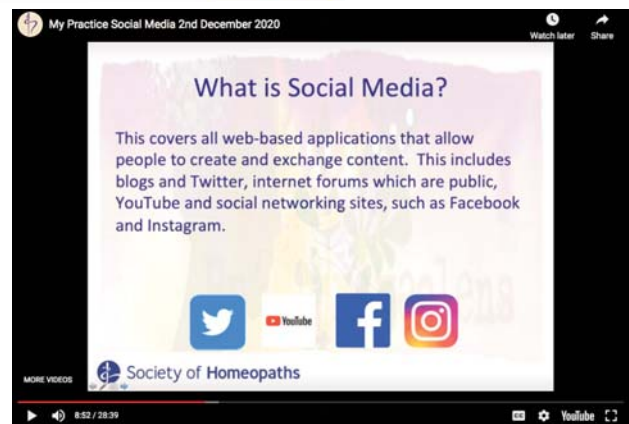 My Practice Social Media 2nd December 2020
Watch later
Share
What is Social Media?
This covers all web-based applications that allow
people to create and exchange content. This includes
blogs and Twitter, internet forums which are public,
YouTube and social networking sites, such as Facebook
and Instagram.
YouTube
Society of Homeopaths
MORE VIDEOS
8:52 / 28:39
CC
YouTube